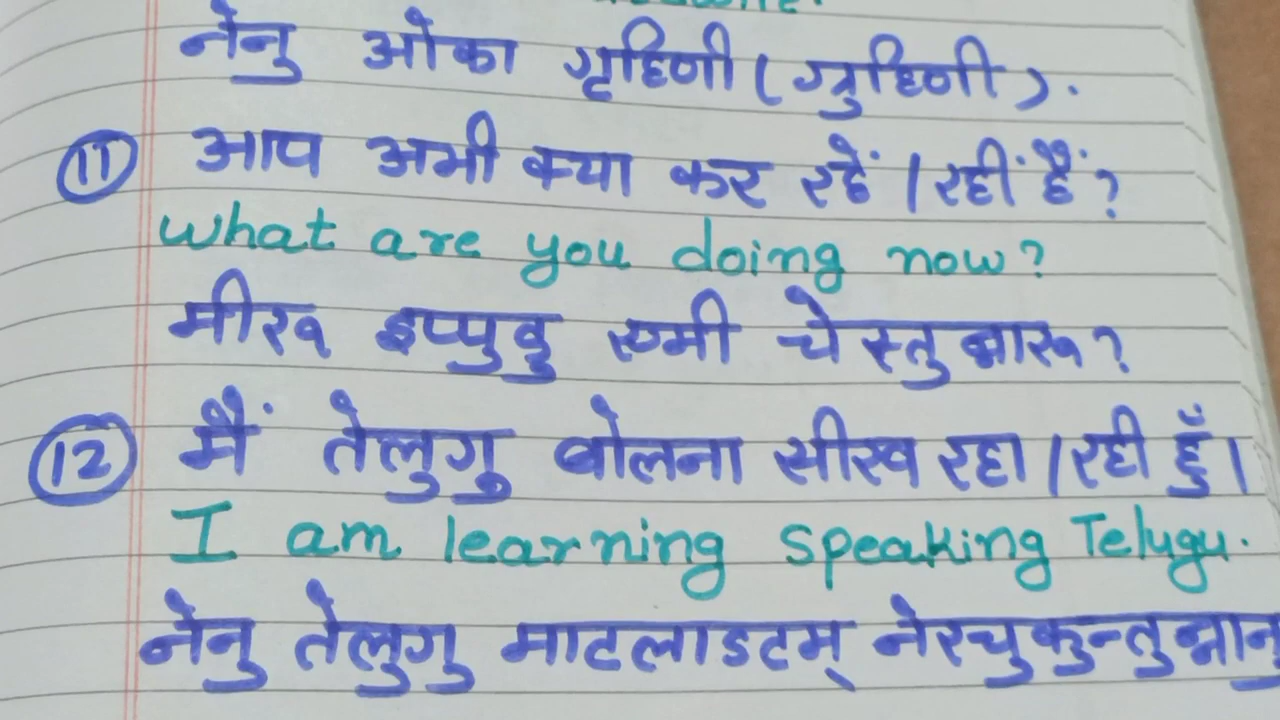 नेनु ओका गृहिणी ( ग्रुहिणी ).
11 आप अभी क्या कर रहें / रहीं हैं ?
what are you doing now ?
मीरु इप्पुडु एमी चेस्तुन्नारु ?
12 मैं तेलुगु बोलना सीख रहा / रही हूँ ।
I am learning speaking Telugu.
नेनु तेलुगु माटलाडटम् नेरचुकुन्तुन्नानु